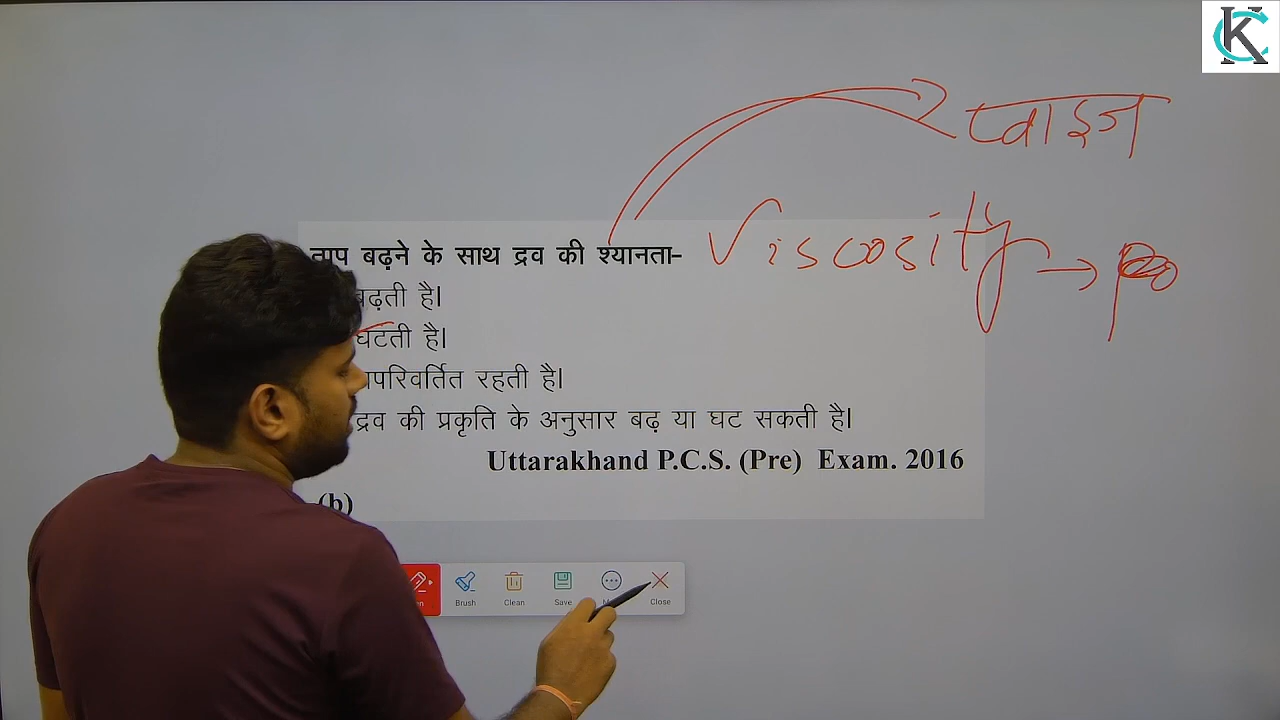 KC
प्वाइज
ताप बढ़ने के साथ द्रव की श्यानता-
Viscosity →
बढ़ती है।
घटती है।
अपरिवर्तित रहती है।
द्रव की प्रकृति के अनुसार बढ़ या घट सकती है।
Uttarakhand P.C.S. (Pre) Exam. 2016
(b)
Brush Clean Save Close